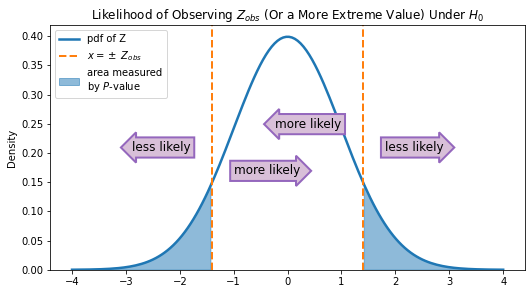 Likelihood of Observing Z_obs (Or a More Extreme Value) Under H_0
pdf of Z
x = ± Z_obs
area measured
by P-value
Density
0.40
0.35
0.30
0.25
0.20
0.15
0.10
0.05
0.00
more likely
less likely
less likely
more likely
−4
−3
−2
−1
0
1
2
3
4